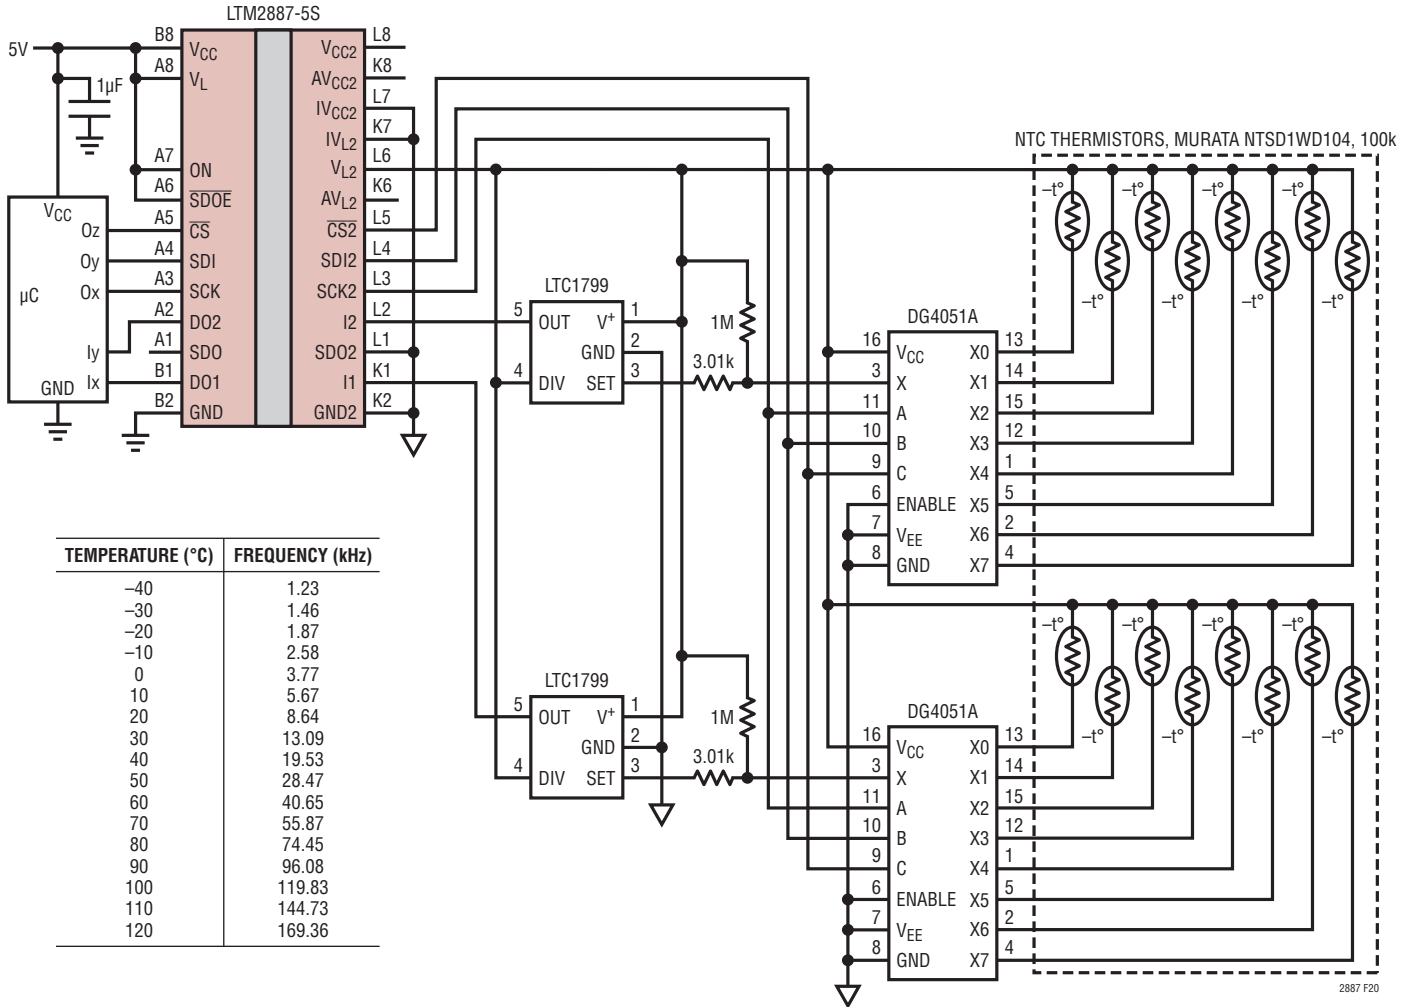 LTM2887-5S
5V
B8 VCC VCC2 L8
A8 VL AVCC2 K8
1µF
IVCC2 L7
IVL2 K7
A7 ON VL2 L6
A6 SDOE AVL2 K6
A5 CS CS2 L5
A4 SDI SDI2 L4
A3 SCK SCK2 L3
A2 DO2 I2 L2
A1 SDO SDO2 L1
B1 DO1 I1 K1
B2 GND GND2 K2
VCC
Oz
Oy
µC
Ox
Iy
Ix
GND
LTC1799
5 OUT V+ 1
GND 2
4 DIV SET 3
1M
3.01k
LTC1799
5 OUT V+ 1
GND 2
4 DIV SET 3
1M
3.01k
NTC THERMISTORS, MURATA NTSD1WD104, 100k
–t° –t° –t° –t°
–t° –t° –t° –t°
DG4051A
16 VCC X0 13
3 X X1 14
11 A X2 15
10 B X3 12
9 C X4 1
6 ENABLE X5 5
7 VEE X6 2
8 GND X7 4
–t° –t° –t° –t°
–t° –t° –t° –t°
DG4051A
16 VCC X0 13
3 X X1 14
11 A X2 15
10 B X3 12
9 C X4 1
6 ENABLE X5 5
7 VEE X6 2
8 GND X7 4
TEMPERATURE (°C) FREQUENCY (kHz)
–40 1.23
–30 1.46
–20 1.87
–10 2.58
0 3.77
10 5.67
20 8.64
30 13.09
40 19.53
50 28.47
60 40.65
70 55.87
80 74.45
90 96.08
100 119.83
110 144.73
120 169.36
2887 F20